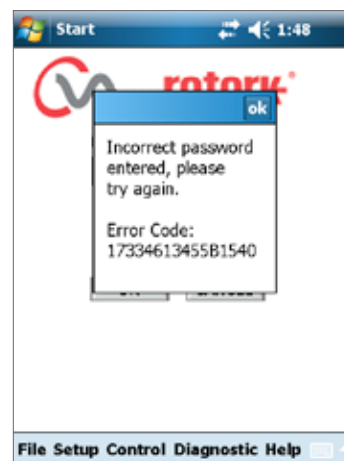 Start 1:48
rotork
ok
Incorrect password
entered, please
try again.
Error Code:
17334613455B1540
File Setup Control Diagnostic Help